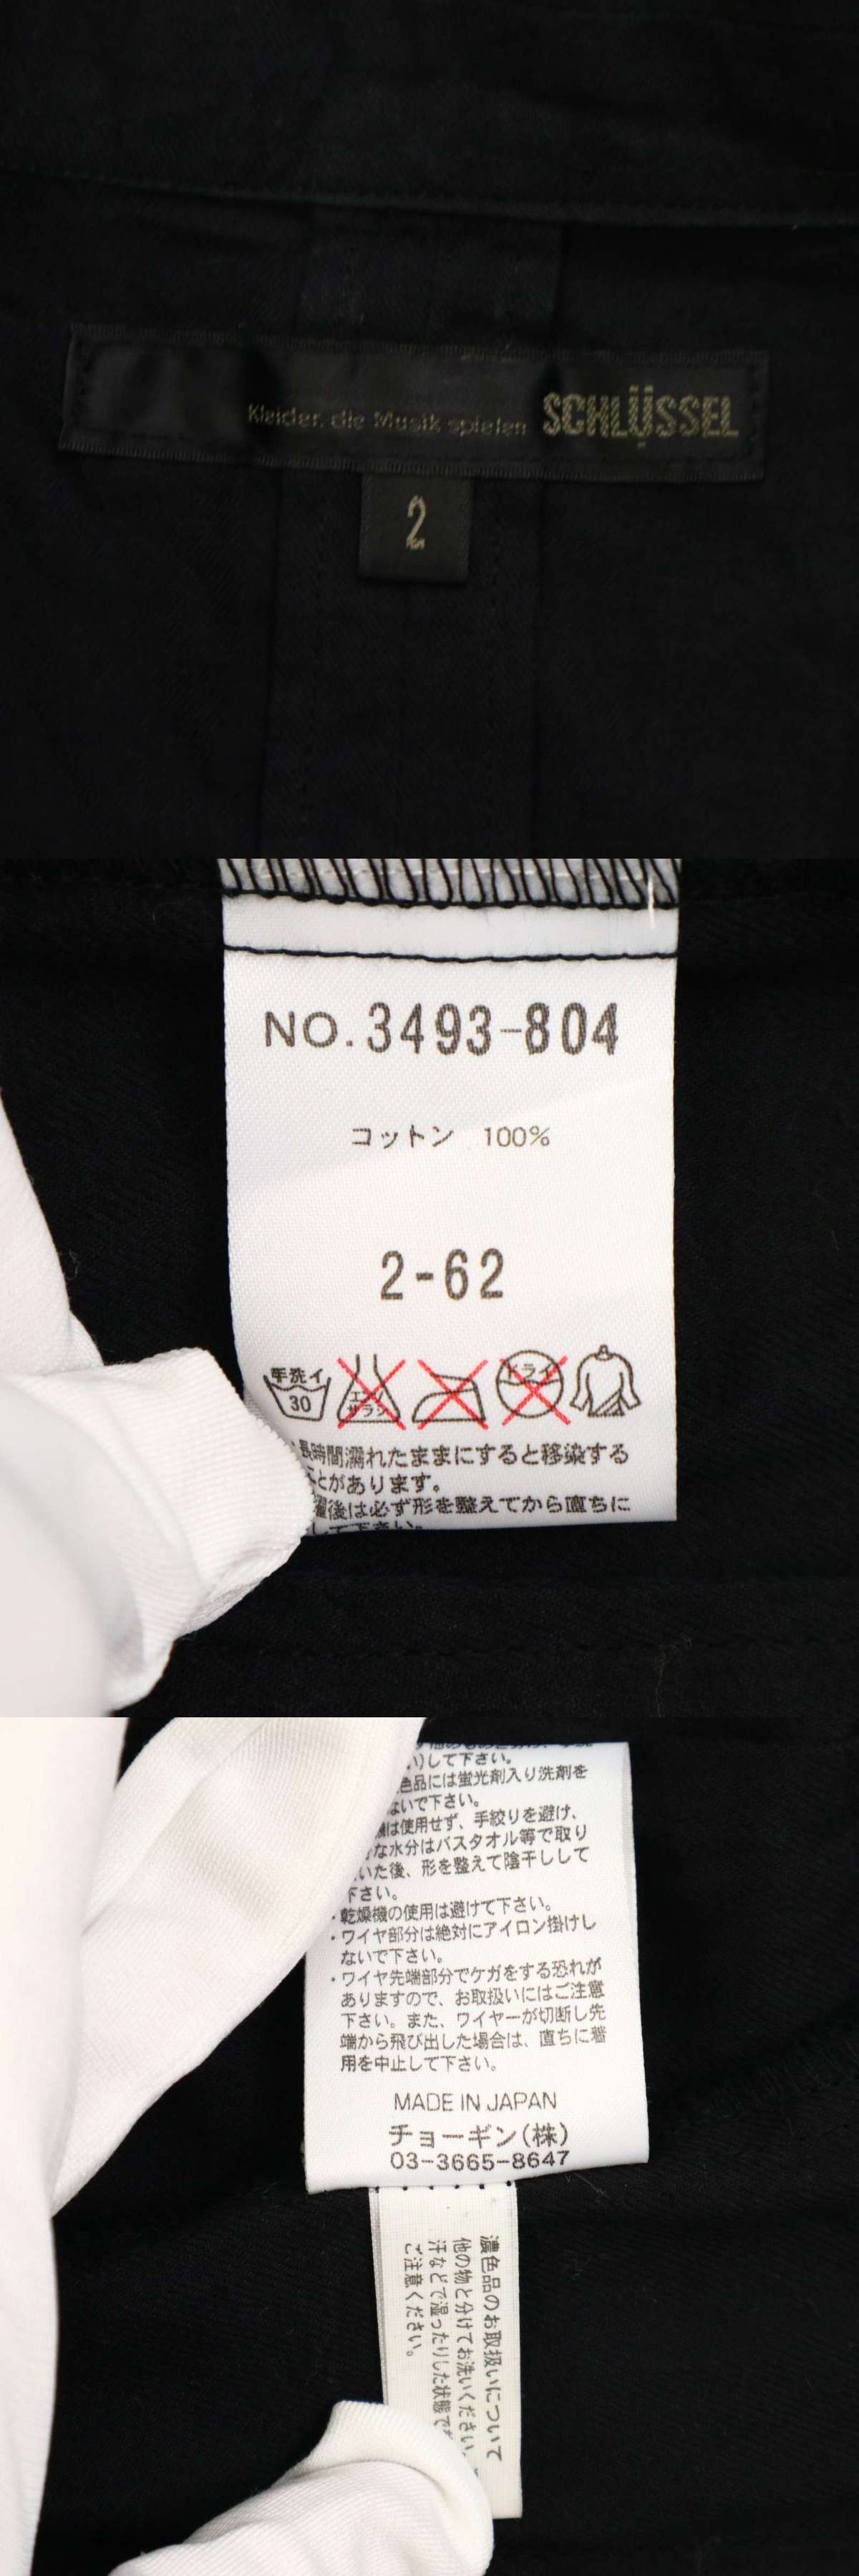 Kleider, die Musik spielen SCHLÜSSEL
2
NO.3493-804
コットン 100%
2-62
手洗イ
30
エンソ
サラシ
ドライ
長時間濡れたままにすると移染する
とがあります。
後は必ず形を整えてから直ちに
して下さい。
い)して下さい。
色品には蛍光剤入り洗剤を
ないで下さい。
は使用せず、手絞りを避け、
な水分はバスタオル等で取り
いた後、形を整えて陰干しして
下さい。
・乾燥機の使用は避けて下さい。
・ワイヤ部分は絶対にアイロン掛けし
ないで下さい。
・ワイヤ先端部分でケガをする恐れが
ありますので、お取扱いにはご注意
下さい。また、ワイヤーが切断し先
端から飛び出した場合は、直ちに着
用を中止して下さい。
MADE IN JAPAN
チョーギン(株)
03-3665-8647
濃色品のお取扱いについて
他の物と分けてお洗いください。
汗などで湿ったりした状態で
ご注意ください。